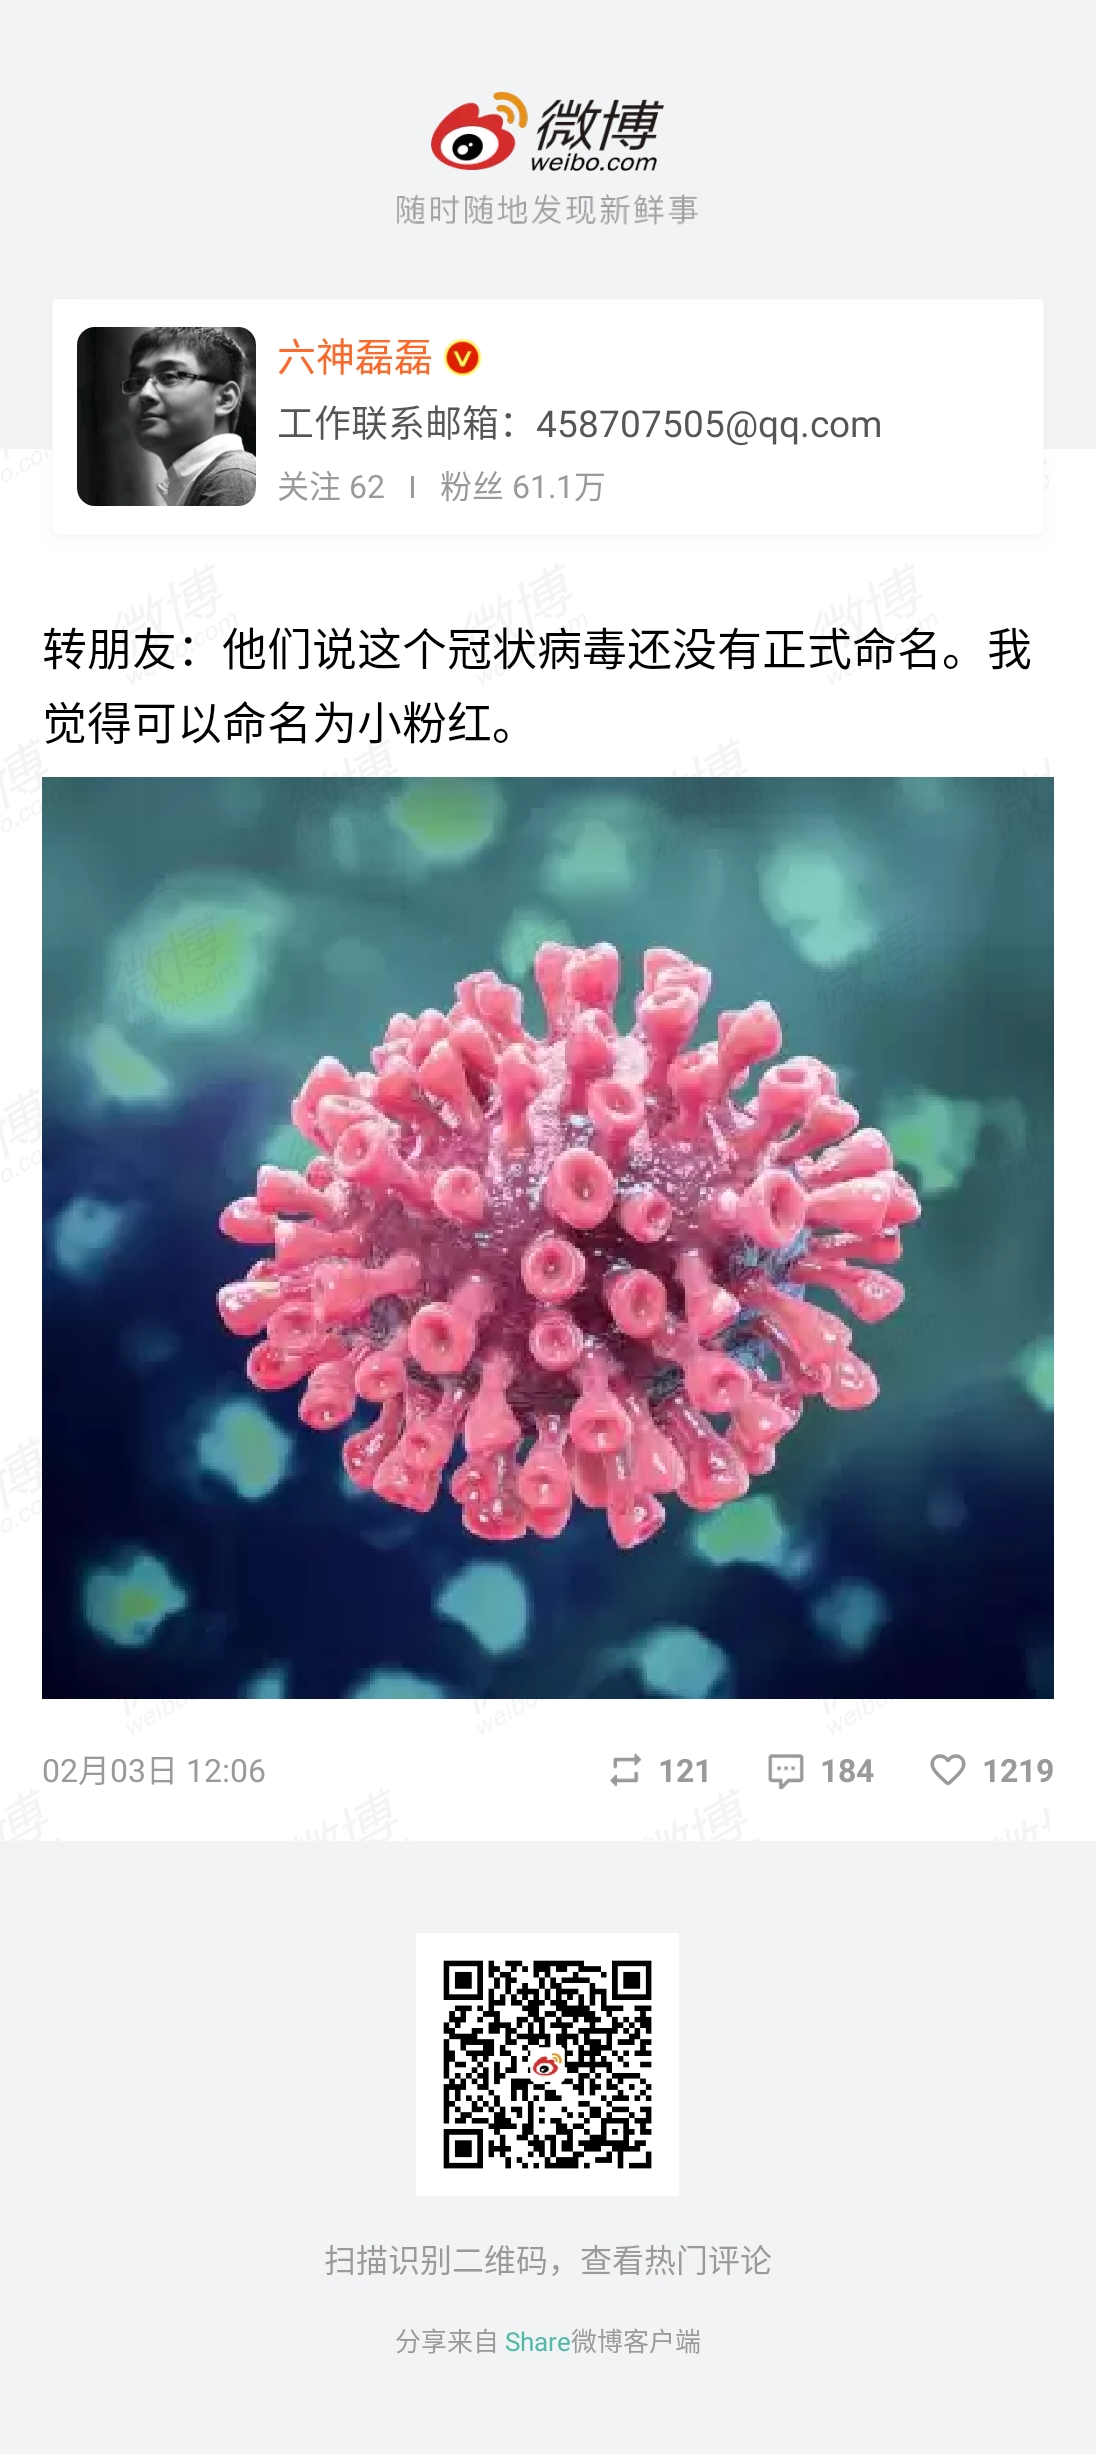 微博
weibo.com
随时随地发现新鲜事
六神磊磊
工作联系邮箱：458707505@qq.com
关注 62 | 粉丝 61.1万
转朋友：他们说这个冠状病毒还没有正式命名。我
觉得可以命名为小粉红。
02月03日 12:06 121 184 1219
扫描识别二维码，查看热门评论
分享来自 Share微博客户端